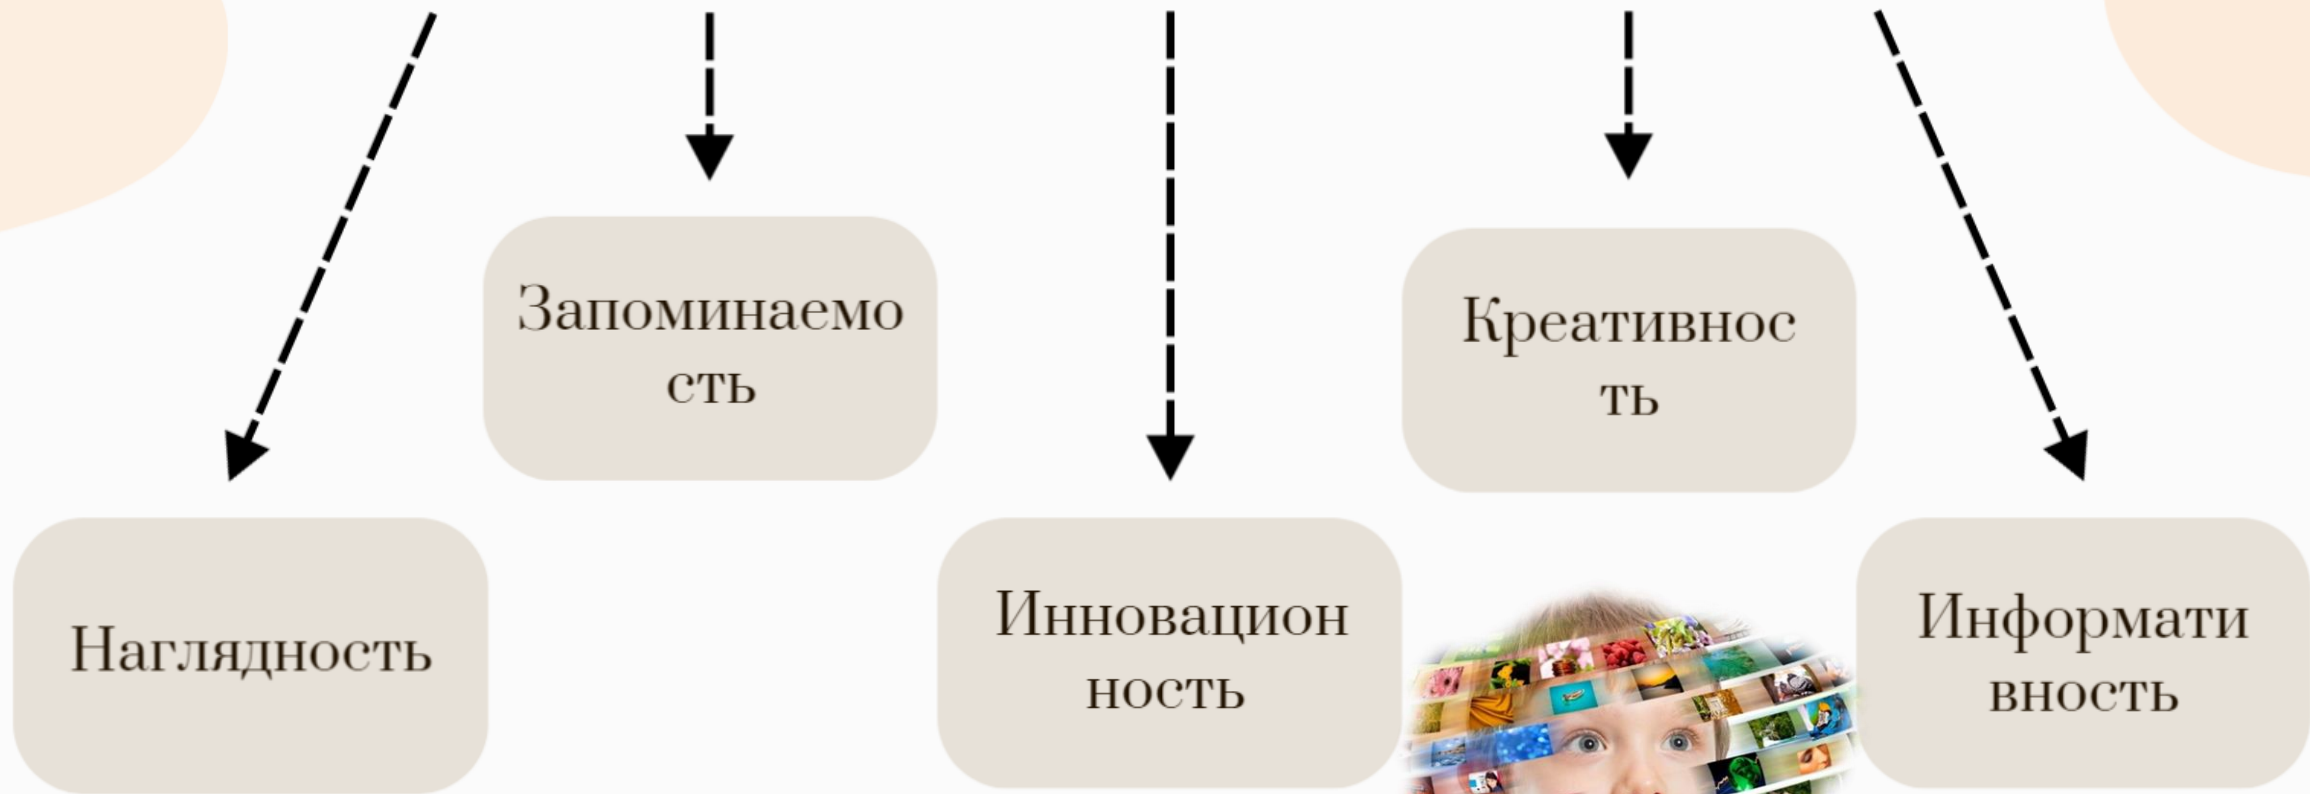 Запоминаемо
сть
Креативнос
ть
Наглядность
Инновацион
ность
Информати
вность